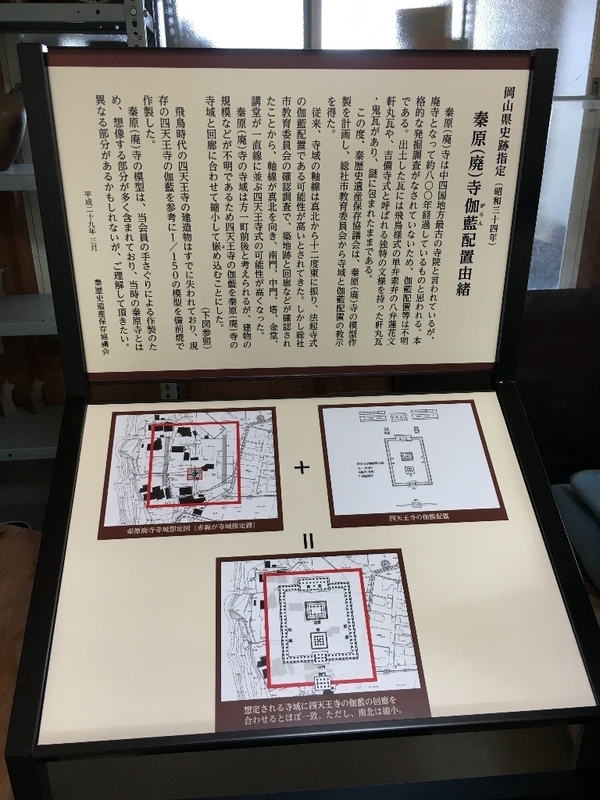 岡山県史跡指定（昭和三十四年）
秦原（廃）寺伽藍配置由緒
がらん
秦原（廃）寺は中四国地方最古の寺院と言われているが、
廃寺となって約八〇〇年経過しているものと思われる。本
格的な発掘調査がなされていないため、伽藍配置等は不明
である。出土した瓦には飛鳥様式の単弁素弁の八弁蓮花文
軒丸瓦や、吉備寺式と呼ばれる独特の文様を持った軒丸瓦
、鬼瓦があり、謎に包まれたままである。
この度、秦歴史遺産保存協議会は、秦原（廃）寺の模型作
製を計画し、総社市教育委員会から寺域と伽藍配置の教示
を得た。
従来、寺域の軸線は真北から十二度東に振り、法起寺式
の伽藍配置である可能性が高いとされてきた。しかし総社
市教育委員会の確認調査で、築地跡と回廊などが確認され
たことから、軸線が真北を向き、南門、中門、塔、金堂、
講堂が一直線に並ぶ四天王寺式の可能性が高くなった。
秦原（廃）寺の寺域は方一町前後と考えられるが、建物の
規模などが不明であるため四天王寺の伽藍を秦原（廃）寺の
寺域と回廊に合わせて縮小して嵌め込むことにした。
（下図参照）
飛鳥時代の四天王寺の建造物はすでに失われており、現
存の四天王寺の伽藍を参考に１／１５０の模型を備前焼で
作製した。
秦原（廃）寺の模型は、当会員の手さぐりによる作製のた
め、想像する部分が多く含まれており、当時の秦原寺とは
異なる部分があるかもしれないが、ご理解して頂きたい。
平成二十九年 三月
秦歴史遺産保存協議会
秦原廃寺寺域想定図（赤線が寺域指定線）
+
四天王寺の伽藍配置
=
想定される寺域に四天王寺の伽藍の回廊を
合わせるとほぼ一致。ただし、南北は縮小。